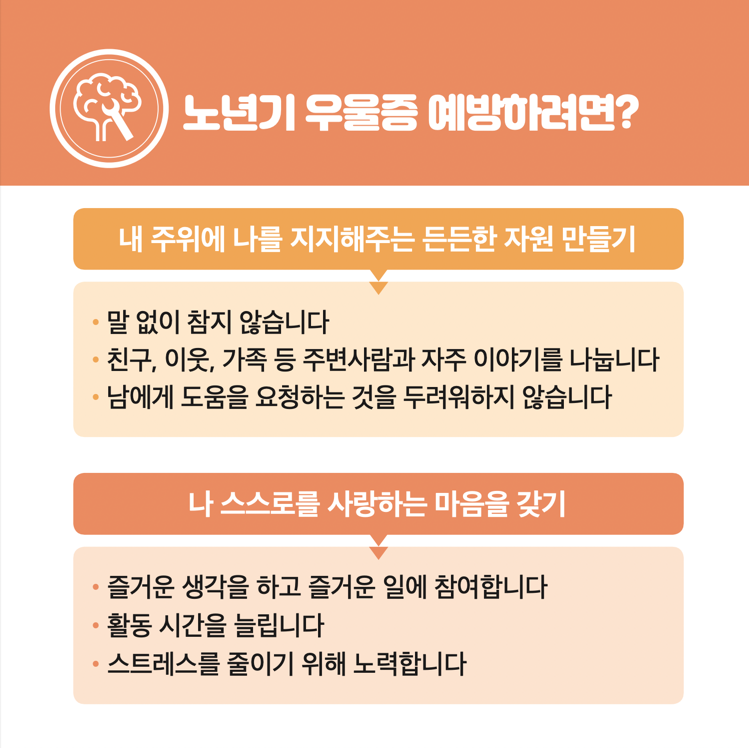 노년기 우울증 예방하려면?
내 주위에 나를 지지해주는 든든한 자원 만들기
• 말 없이 참지 않습니다
• 친구, 이웃, 가족 등 주변사람과 자주 이야기를 나눕니다
• 남에게 도움을 요청하는 것을 두려워하지 않습니다
나 스스로를 사랑하는 마음을 갖기
• 즐거운 생각을 하고 즐거운 일에 참여합니다
• 활동 시간을 늘립니다
• 스트레스를 줄이기 위해 노력합니다